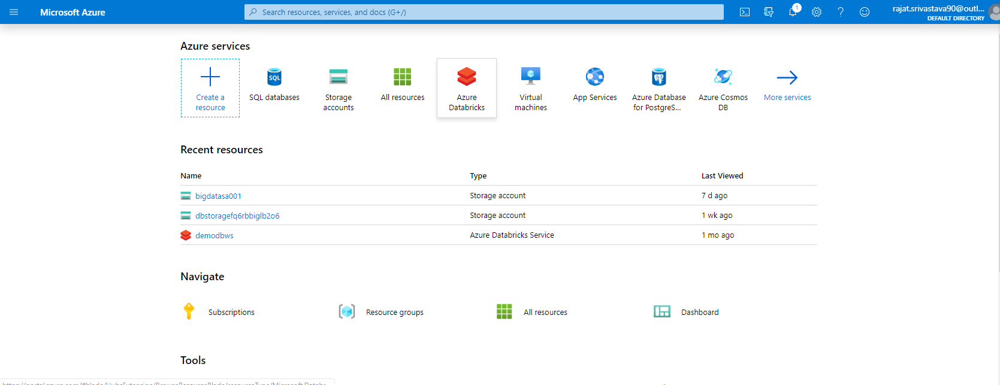 Microsoft Azure
Search resources, services, and docs (G+/)
1
rajat.srivastava90@outl...
DEFAULT DIRECTORY
Azure services
Create a
resource
SQL
SQL databases
Storage
accounts
All resources
Azure
Databricks
Virtual
machines
App Services
Azure Database
for PostgreS...
Azure Cosmos
DB
More services
Recent resources
Name Type Last Viewed
bigdatasa001 Storage account 7 d ago
dbstoragefq6rbbiglb2o6 Storage account 1 wk ago
demodbws Azure Databricks Service 1 mo ago
Navigate
Subscriptions Resource groups All resources Dashboard
Tools